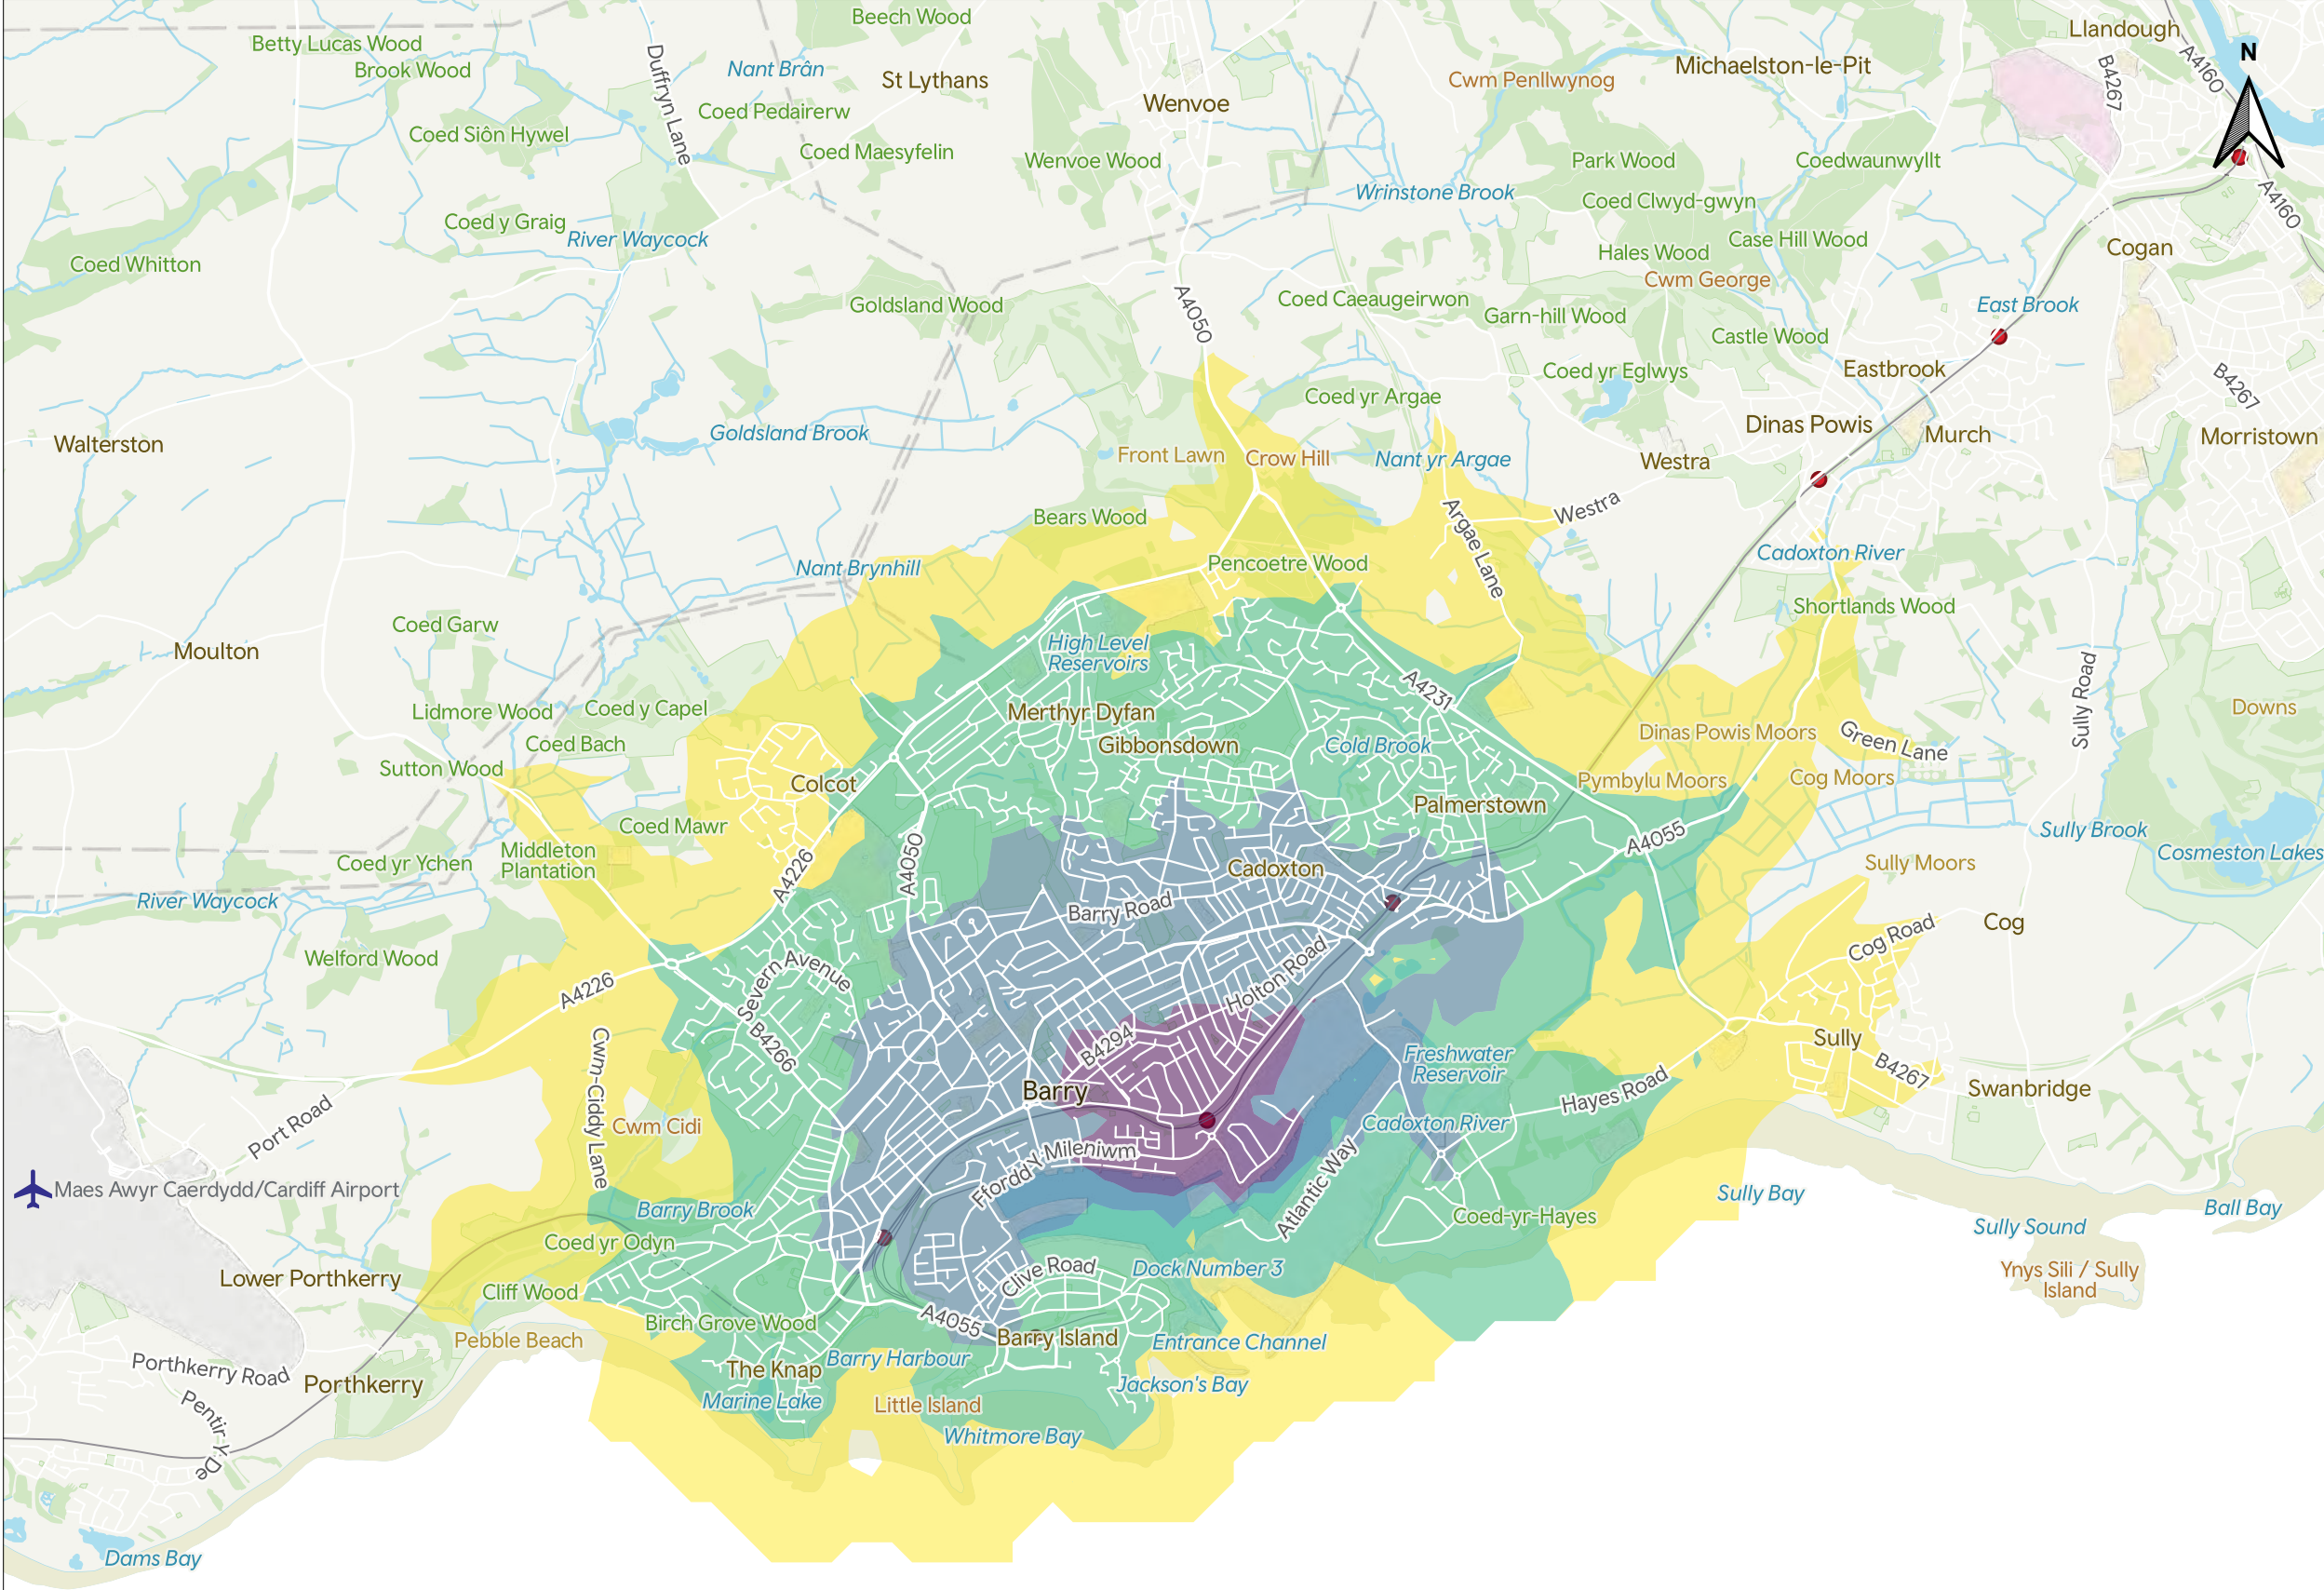 Beech Wood
Llandough
Betty Lucas Wood
N
Brook Wood
Nant Brân
St Lythans
Cwm Penllwynog
Michaelston-le-Pit
B4267
A4160
Duffryn Lane
Wenvoe
Coed Pedairerw
Coed Siôn Hywel
Coed Maesyfelin
Wenvoe Wood
Park Wood
Coedwaunwyllt
Wrinstone Brook
Coed Clwyd-gwyn
A4160
Coed y Graig
River Waycock
Case Hill Wood
Cogan
Hales Wood
Coed Whitton
Cwm George
Goldsland Wood
A4050
Coed Caeaugeirwon
East Brook
Garn-hill Wood
Castle Wood
Coed yr Eglwys
Eastbrook
B4267
Coed yr Argae
Walterston
Goldsland Brook
Dinas Powis
Murch
Morristown
Front Lawn
Crow Hill
Nant yr Argae
Westra
Bears Wood
Argae Lane
Westra
Nant Brynhill
Pencoetre Wood
Cadoxton River
Shortlands Wood
Coed Garw
Moulton
High Level
Reservoirs
Sully Road
Lidmore Wood
Coed y Capel
Merthyr Dyfan
A4231
Downs
Coed Bach
Gibbonsdown
Cold Brook
Dinas Powis Moors
Green Lane
Sutton Wood
Colcot
Pymbylu Moors
Cog Moors
Palmerstown
Coed Mawr
A4055
Sully Brook
Middleton
Plantation
Coed yr Ychen
A4226
A4050
Cadoxton
Sully Moors
Cosmeston Lakes
River Waycock
Barry Road
Cog Road
Cog
Welford Wood
Severn Avenue
Holton Road
A4226
B4266
B4294
Sully
Freshwater
Reservoir
B4267
Cwm-Ciddy Lane
Barry
Hayes Road
Swanbridge
Port Road
Cwm Cidi
Cadoxton River
Ffordd Y Mileniwm
Maes Awyr Caerdydd/Cardiff Airport
Atlantic Way
Sully Bay
Barry Brook
Coed-yr-Hayes
Ball Bay
Sully Sound
Coed yr Odyn
Lower Porthkerry
Clive Road
Dock Number 3
Ynys Sili / Sully
Island
Cliff Wood
Birch Grove Wood
A4055
Pebble Beach
Barry Island
Entrance Channel
Porthkerry Road
The Knap
Barry Harbour
Porthkerry
Jackson's Bay
Marine Lake
Little Island
Pentir Y De
Whitmore Bay
Dams Bay